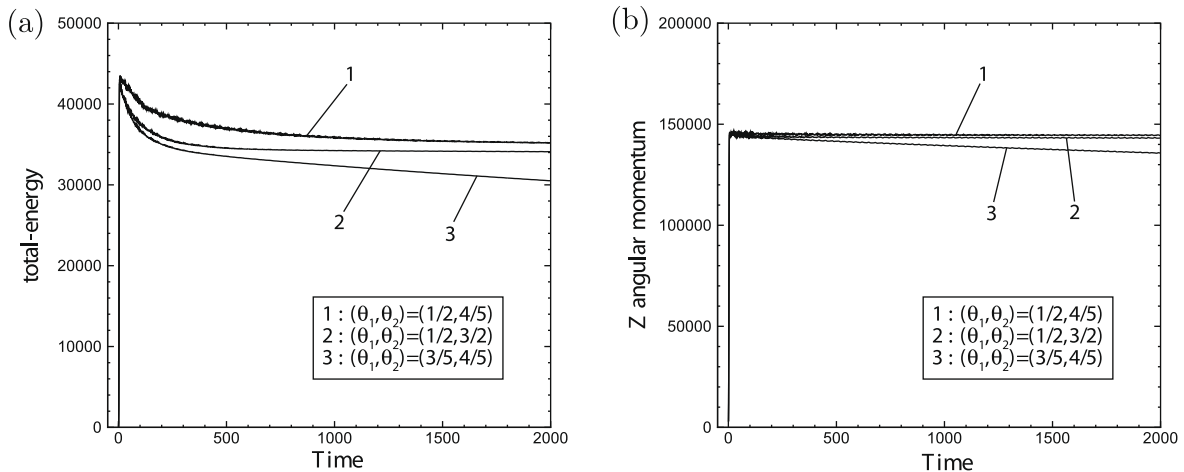 (a)
50000
40000
30000
20000
10000
0
total-energy
1
2
3
1 : (θ₁,θ₂)=(1/2,4/5)
2 : (θ₁,θ₂)=(1/2,3/2)
3 : (θ₁,θ₂)=(3/5,4/5)
0 500 1000 1500 2000
Time
(b)
200000
150000
100000
50000
0
Z angular momentum
1
3 2
1 : (θ₁,θ₂)=(1/2,4/5)
2 : (θ₁,θ₂)=(1/2,3/2)
3 : (θ₁,θ₂)=(3/5,4/5)
0 500 1000 1500 2000
Time